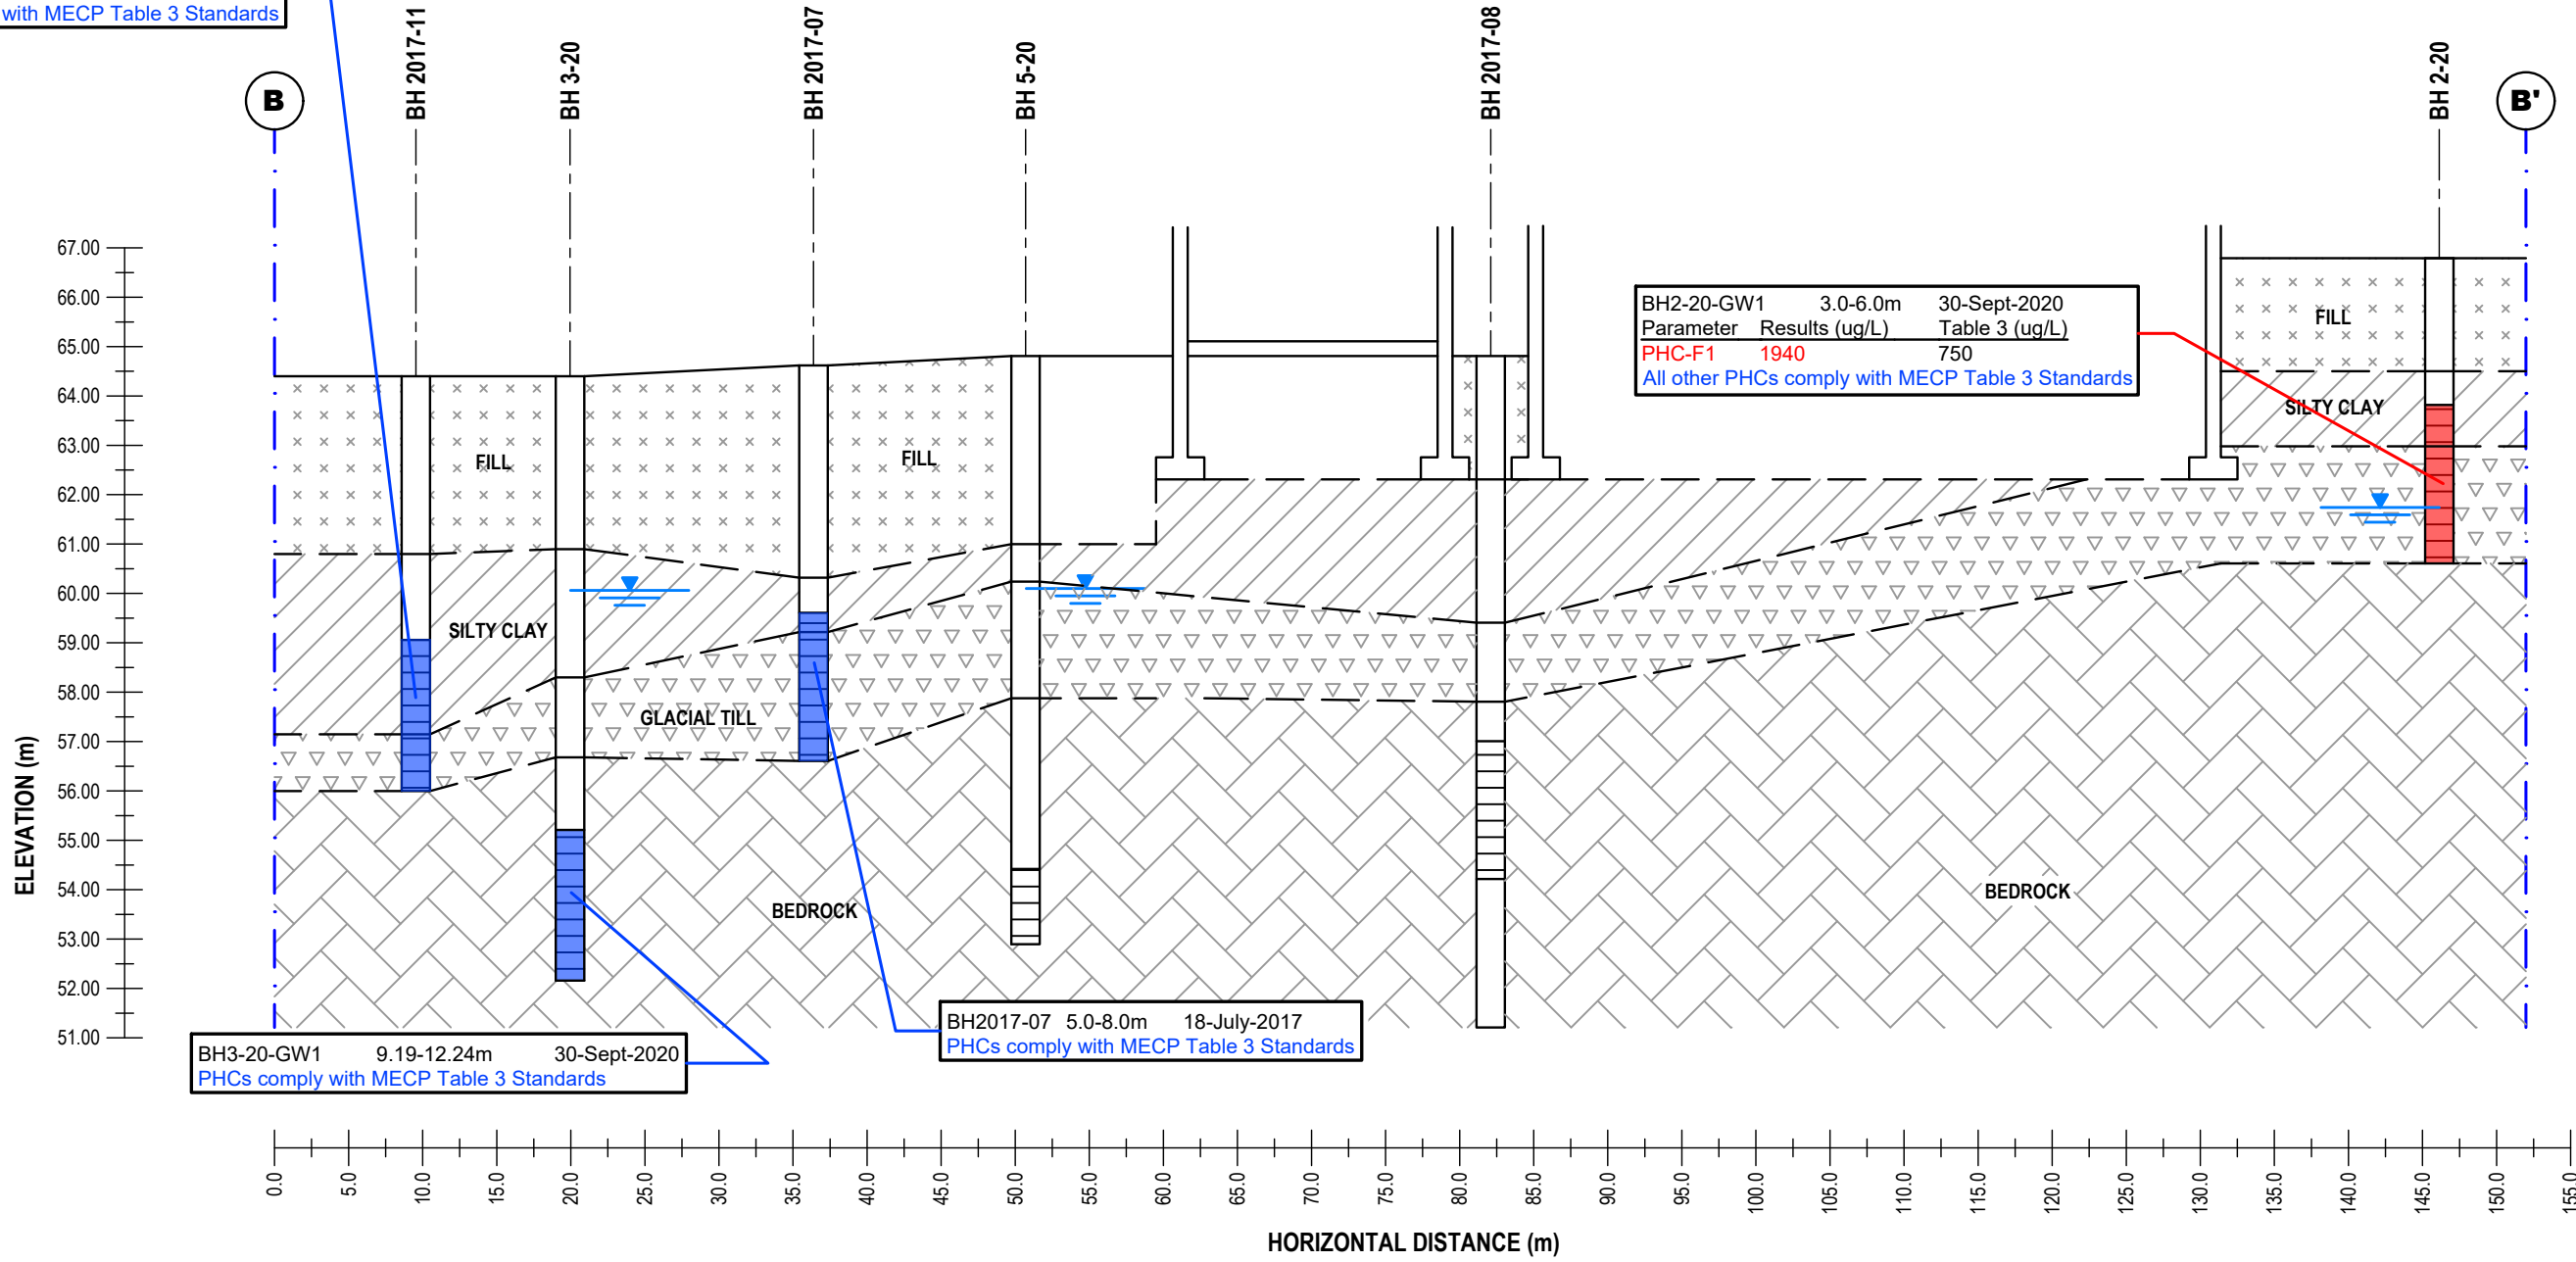 with MECP Table 3 Standards
B
BH 2017-11
BH 3-20
BH 2017-07
BH 5-20
BH 2017-08
BH 2-20
B'
67.00
66.00
65.00
64.00
63.00
62.00
61.00
60.00
59.00
58.00
57.00
56.00
55.00
54.00
53.00
52.00
51.00
ELEVATION (m)
BH2-20-GW1 3.0-6.0m 30-Sept-2020
Parameter Results (ug/L) Table 3 (ug/L)
PHC-F1 1940 750
All other PHCs comply with MECP Table 3 Standards
FILL
SILTY CLAY
FILL
FILL
SILTY CLAY
GLACIAL TILL
BEDROCK
BEDROCK
BH2017-07 5.0-8.0m 18-July-2017
PHCs comply with MECP Table 3 Standards
BH3-20-GW1 9.19-12.24m 30-Sept-2020
PHCs comply with MECP Table 3 Standards
0.0 5.0 10.0 15.0 20.0 25.0 30.0 35.0 40.0 45.0 50.0 55.0 60.0 65.0 70.0 75.0 80.0 85.0 90.0 95.0 100.0 105.0 110.0 115.0 120.0 125.0 130.0 135.0 140.0 145.0 150.0 155.0
HORIZONTAL DISTANCE (m)